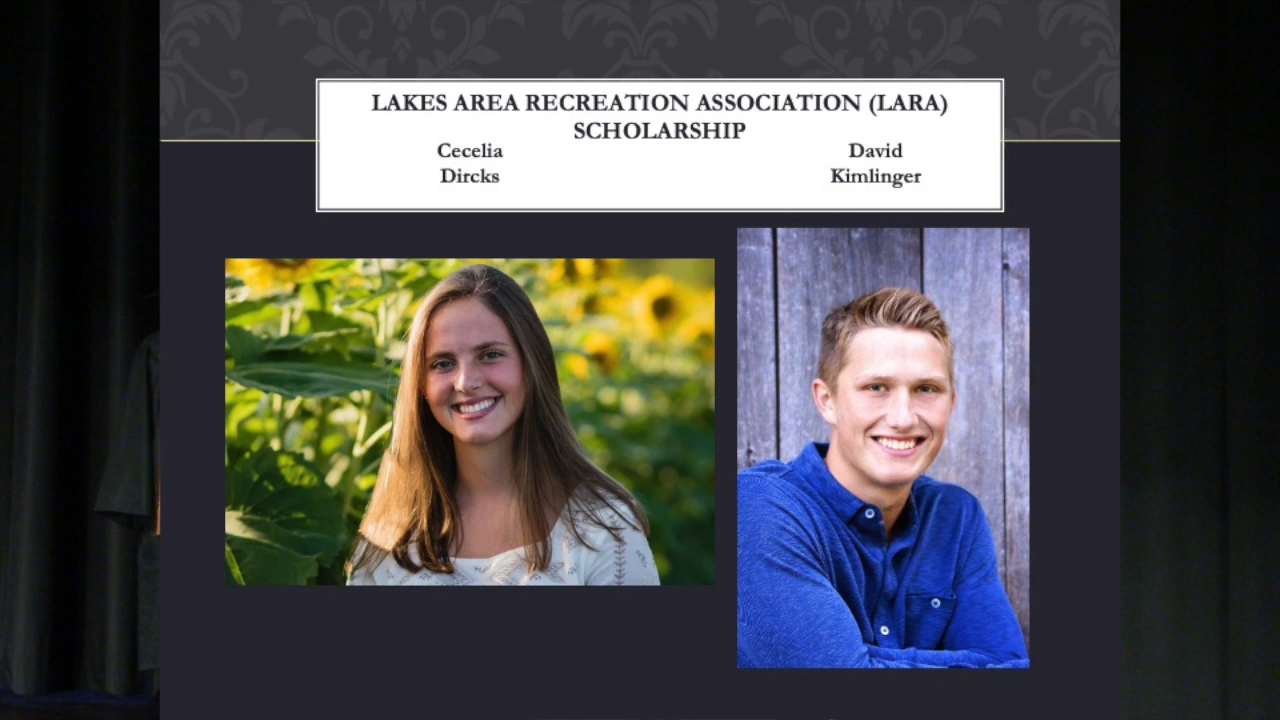 LAKES AREA RECREATION ASSOCIATION (LARA)
SCHOLARSHIP
Cecelia
Dircks
David
Kimlinger